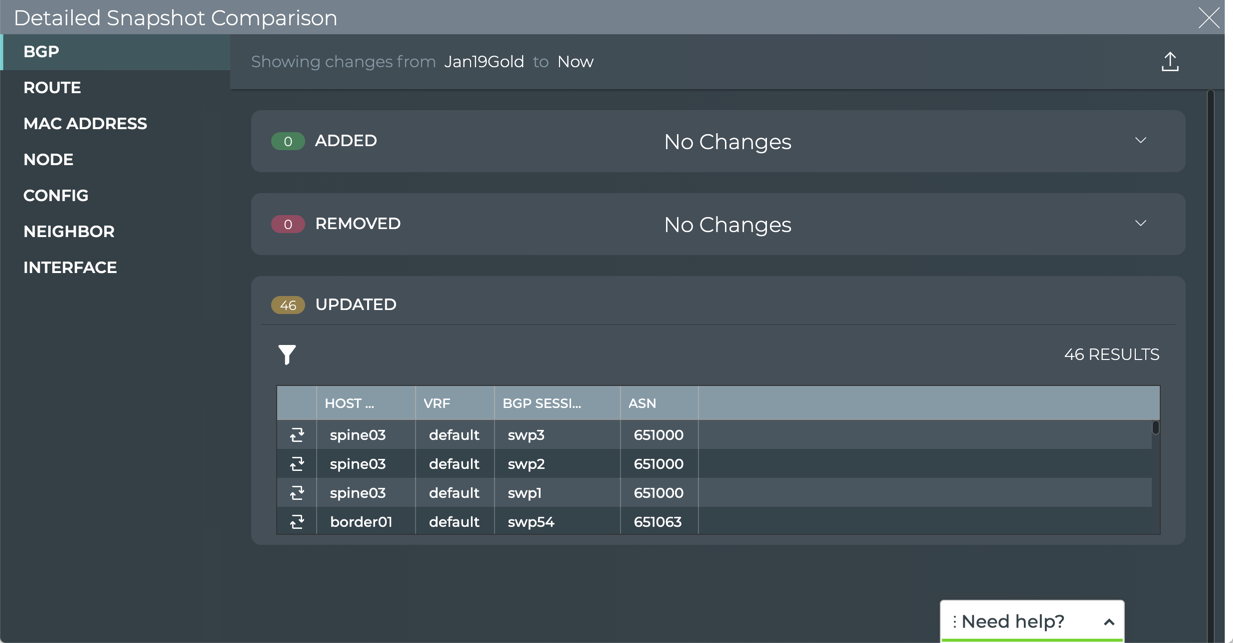 Detailed Snapshot Comparison
BGP
ROUTE
MAC ADDRESS
NODE
CONFIG
NEIGHBOR
INTERFACE
Showing changes from Jan19Gold to Now
0 ADDED No Changes
0 REMOVED No Changes
46 UPDATED
46 RESULTS
HOST ... VRF BGP SESSI... ASN
spine03 default swp3 651000
spine03 default swp2 651000
spine03 default swp1 651000
border01 default swp54 651063
Need help?